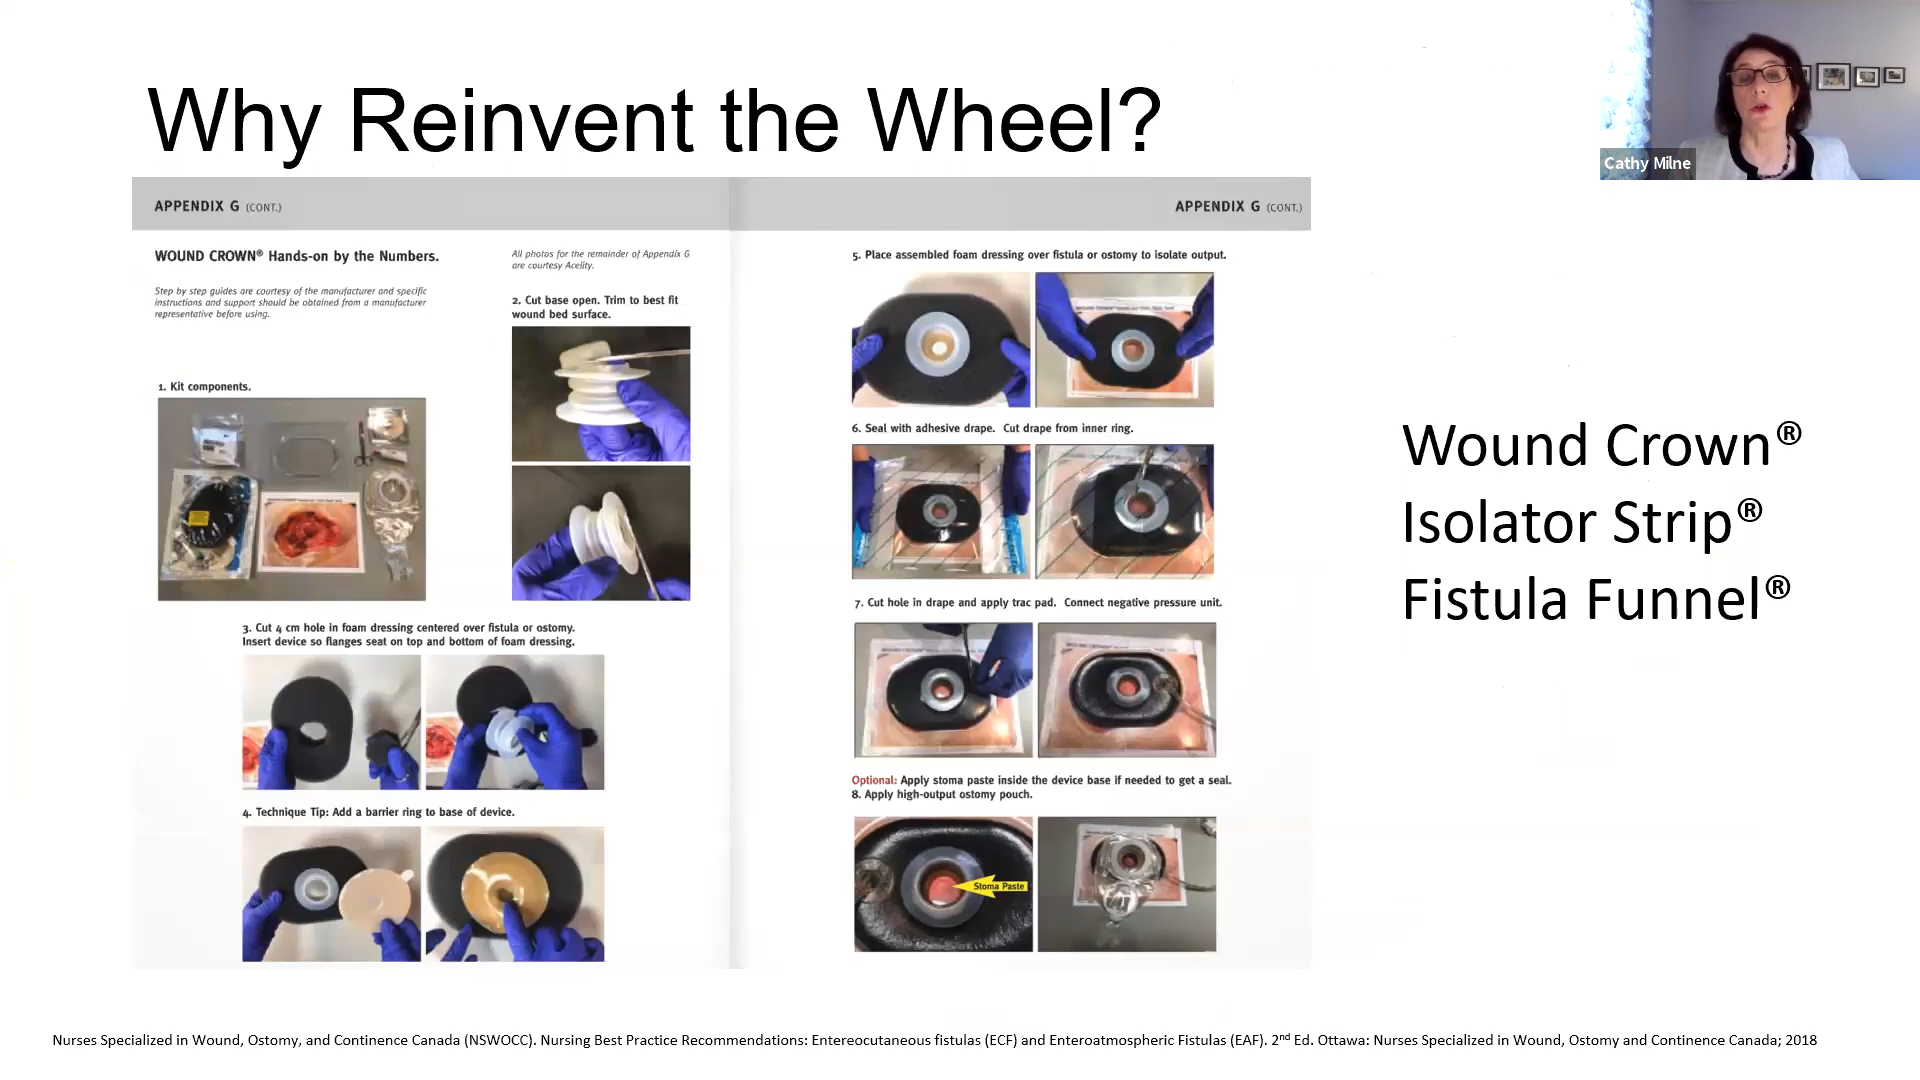 Why Reinvent the Wheel?
Cathy Milne
APPENDIX G (CONT.)
APPENDIX G (CONT.)
WOUND CROWN® Hands-on by the Numbers.
Step by step guides are courtesy of the manufacturer and specific
instructions and support should be obtained from a manufacturer
representative before using.
1. Kit components.
All photos for the remainder of Appendix G
are courtesy Acelity.
2. Cut base open. Trim to best fit
wound bed surface.
3. Cut 4 cm hole in foam dressing centered over fistula or ostomy.
Insert device so flanges seat on top and bottom of foam dressing.
4. Technique Tip: Add a barrier ring to base of device.
5. Place assembled foam dressing over fistula or ostomy to isolate output.
6. Seal with adhesive drape. Cut drape from inner ring.
7. Cut hole in drape and apply trac pad. Connect negative pressure unit.
Optional: Apply stoma paste inside the device base if needed to get a seal.
8. Apply high-output ostomy pouch.
Stoma Paste
Wound Crown®
Isolator Strip®
Fistula Funnel®
Nurses Specialized in Wound, Ostomy, and Continence Canada (NSWOCC). Nursing Best Practice Recommendations: Entereocutaneous fistulas (ECF) and Enteroatmospheric Fistulas (EAF). 2nd Ed. Ottawa: Nurses Specialized in Wound, Ostomy and Continence Canada; 2018